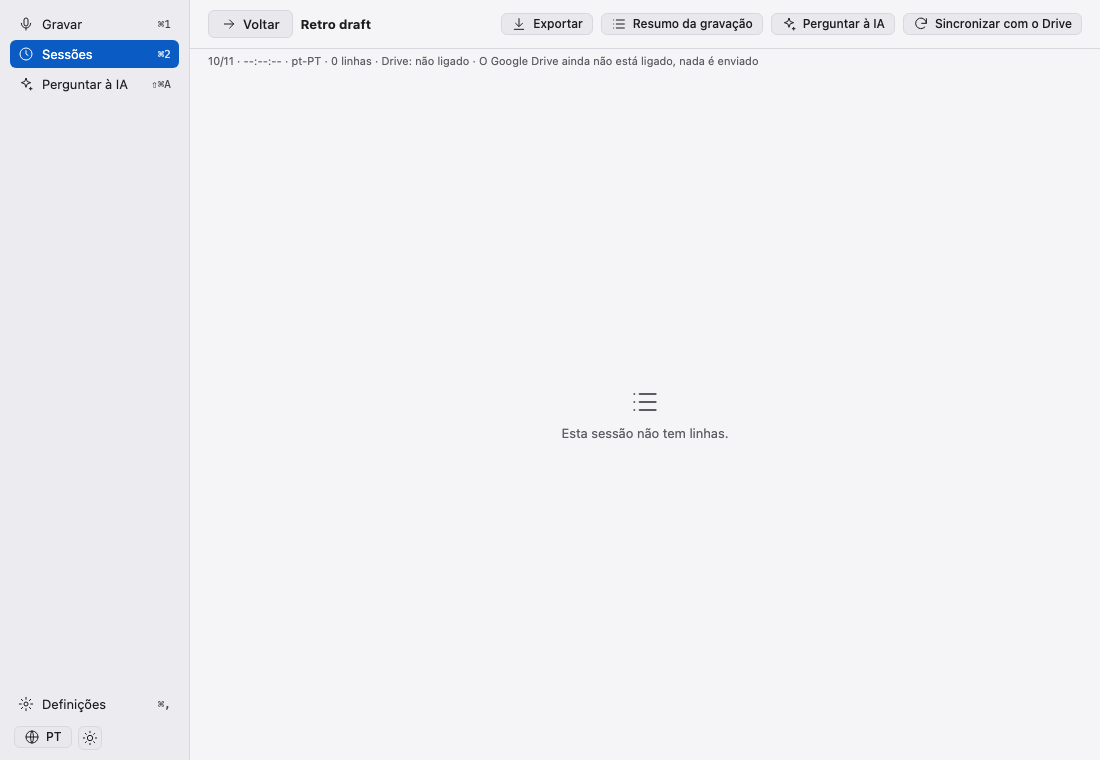 Gravar ⌘1
Sessões ⌘2
Perguntar à IA ⇧⌘A
Voltar
Retro draft
Exportar
Resumo da gravação
Perguntar à IA
Sincronizar com o Drive
10/11 · --:--:-- · pt-PT · 0 linhas · Drive: não ligado · O Google Drive ainda não está ligado, nada é enviado
Esta sessão não tem linhas.
Definições ⌘,
PT